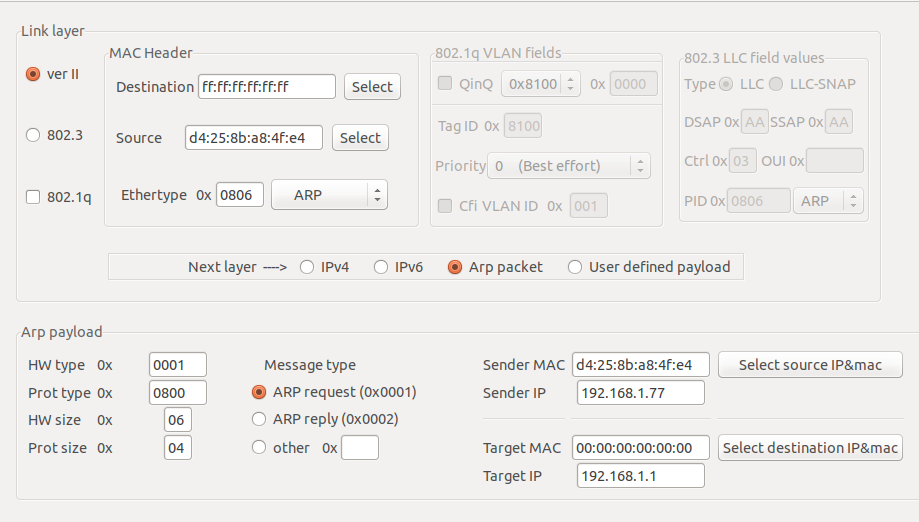 Link layer
MAC Header
802.1q VLAN fields
802.3 LLC field values
ver II
Destination ff:ff:ff:ff:ff:ff Select
QinQ 0x8100 0x 0000
Type LLC LLC-SNAP
802.3
Source d4:25:8b:a8:4f:e4 Select
Tag ID 0x 8100
DSAP 0x AA SSAP 0x AA
Priority 0 (Best effort)
Ctrl 0x 03 OUI 0x
802.1q
Ethertype 0x 0806 ARP
Cfi VLAN ID 0x 001
PID 0x 0806 ARP
Next layer ----> IPv4 IPv6 Arp packet User defined payload
Arp payload
HW type 0x 0001
Message type
Sender MAC d4:25:8b:a8:4f:e4 Select source IP&mac
Prot type 0x 0800
ARP request (0x0001)
Sender IP 192.168.1.77
HW size 0x 06
ARP reply (0x0002)
Prot size 0x 04
other 0x
Target MAC 00:00:00:00:00:00 Select destination IP&mac
Target IP 192.168.1.1